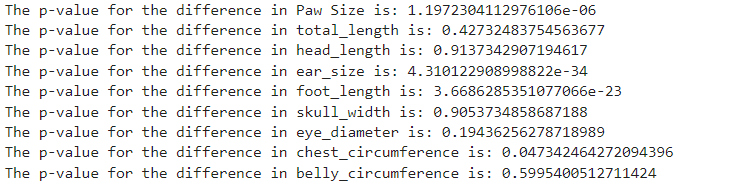 The p-value for the difference in Paw Size is: 1.1972304112976106e-06
The p-value for the difference in total_length is: 0.42732483754563677
The p-value for the difference in head_length is: 0.9137342907194617
The p-value for the difference in ear_size is: 4.310122908998822e-34
The p-value for the difference in foot_length is: 3.6686285351077066e-23
The p-value for the difference in skull_width is: 0.9053734858687188
The p-value for the difference in eye_diameter is: 0.19436256278718989
The p-value for the difference in chest_circumference is: 0.047342464272094396
The p-value for the difference in belly_circumference is: 0.5995400512711424